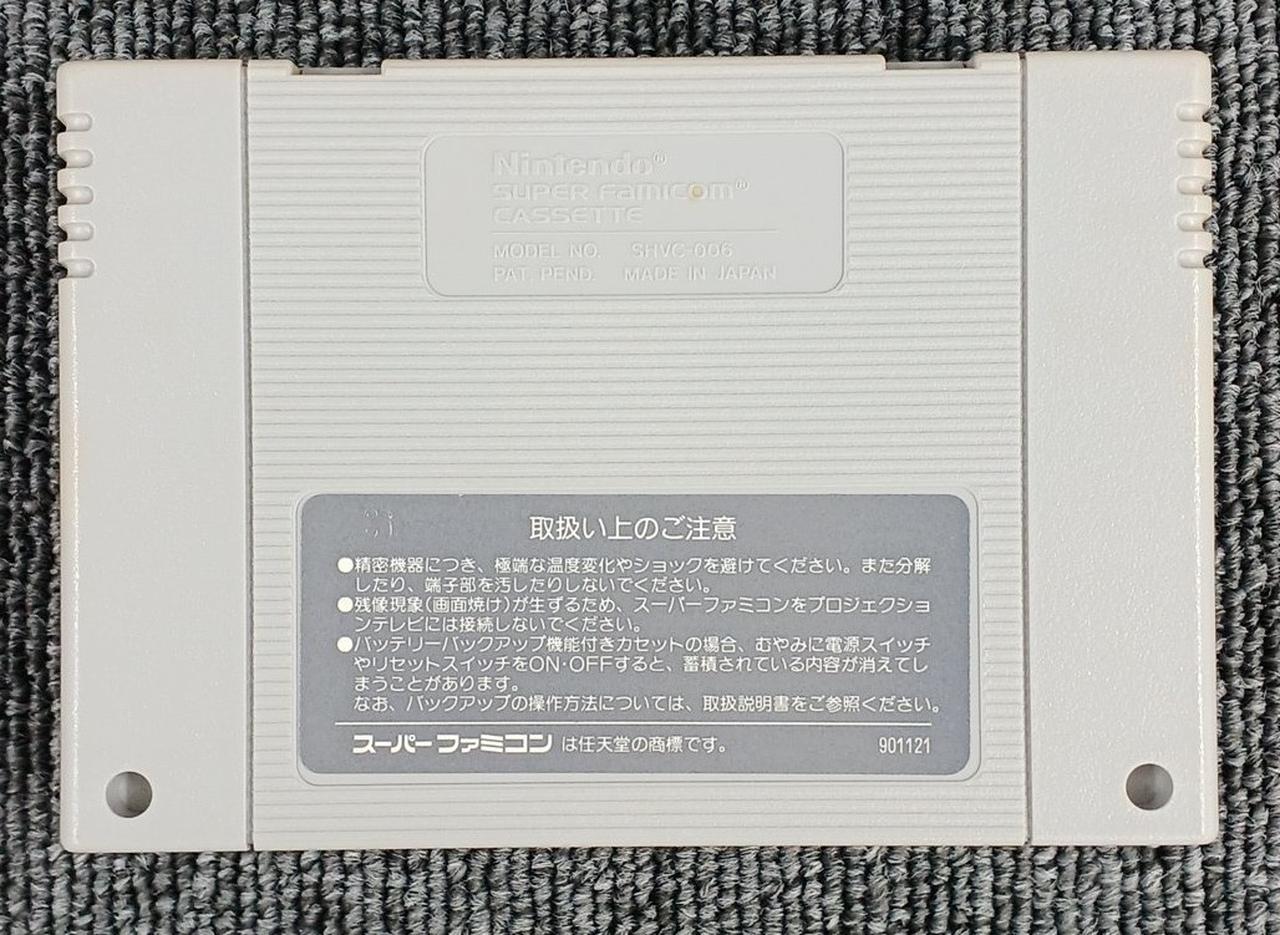 Nintendo®
SUPER FAMICOM®
CASSETTE
MODEL NO. SHVC-006
PAT. PEND. MADE IN JAPAN
取扱い上のご注意
●精密機器につき、極端な温度変化やショックを避けてください。また分解
したり、端子部を汚したりしないでください。
●残像現象(画面焼け)が生ずるため、スーパーファミコンをプロジェクショ
ンテレビには接続しないでください。
●バッテリーバックアップ機能付きカセットの場合、むやみに電源スイッチ
やリセットスイッチをON·OFFすると、蓄積されている内容が消えてし
まうことがあります。
なお、バックアップの操作方法については、取扱説明書をご参照ください。
スーパーファミコン は任天堂の商標です。 901121